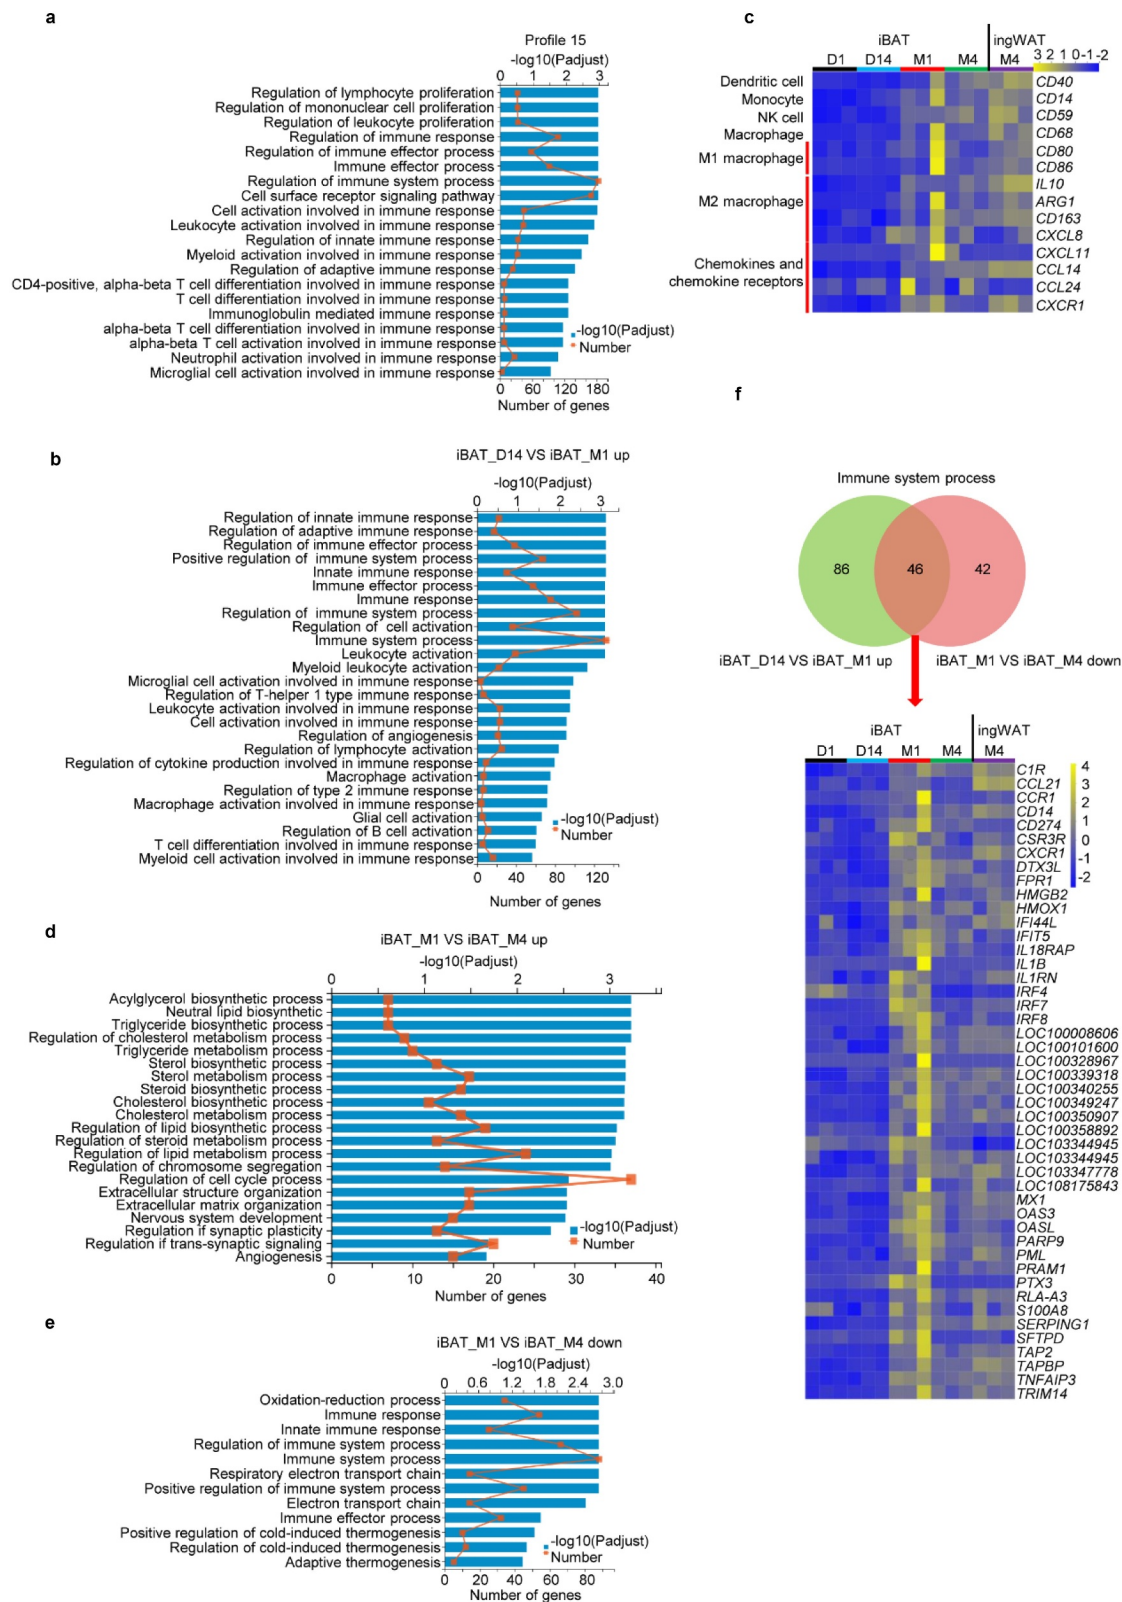 a
Profile 15
-log10(Padjust)
0 1 2 3
Regulation of lymphocyte proliferation
Regulation of mononuclear cell proliferation
Regulation of leukocyte proliferation
Regulation of immune response
Regulation of immune effector process
Immune effector process
Regulation of immune system process
Cell surface receptor signaling pathway
Cell activation involved in immune response
Leukocyte activation involved in immune response
Regulation of innate immune response
Myeloid activation involved in immune response
Regulation of adaptive immune response
CD4-positive, alpha-beta T cell differentiation involved in immune response
T cell differentiation involved in immune response
Immunoglobulin mediated immune response
alpha-beta T cell differentiation involved in immune response
alpha-beta T cell activation involved in immune response
Neutrophil activation involved in immune response
Microglial cell activation involved in immune response
-log10(Padjust)
Number
0 60 120 180
Number of genes
b
iBAT_D14 VS iBAT_M1 up
-log10(Padjust)
0 1 2 3
Regulation of innate immune response
Regulation of adaptive immune response
Regulation of immune effector process
Positive regulation of immune system process
Innate immune response
Immune effector process
Immune response
Regulation of immune system process
Regulation of cell activation
Immune system process
Leukocyte activation
Myeloid leukocyte activation
Microglial cell activation involved in immune response
Regulation of T-helper 1 type immune response
Leukocyte activation involved in immune response
Cell activation involved in immune response
Regulation of angiogenesis
Regulation of lymphocyte activation
Regulation of cytokine production involved in immune response
Macrophage activation
Regulation of type 2 immune response
Macrophage activation involved in immune response
Glial cell activation
Regulation of B cell activation
T cell differentiation involved in immune response
Myeloid cell activation involved in immune response
-log10(Padjust)
Number
0 40 80 120
Number of genes
c
iBAT ingWAT
D1 D14 M1 M4 M4
3 2 1 0 -1 -2
Dendritic cell
Monocyte
NK cell
Macrophage
M1 macrophage
M2 macrophage
Chemokines and
chemokine receptors
CD40
CD14
CD59
CD68
CD80
CD86
IL10
ARG1
CD163
CXCL8
CXCL11
CCL14
CCL24
CXCR1
d
iBAT_M1 VS iBAT_M4 up
-log10(Padjust)
0 1 2 3
Acylglycerol biosynthetic process
Neutral lipid biosynthetic
Triglyceride biosynthetic process
Regulation of cholesterol metabolism process
Triglyceride metabolism process
Sterol biosynthetic process
Sterol metabolism process
Steroid biosynthetic process
Cholesterol biosynthetic process
Cholesterol metabolism process
Regulation of lipid biosynthetic process
Regulation of steroid metabolism process
Regulation of lipid metabolism process
Regulation of chromosome segregation
Regulation of cell cycle process
Extracellular structure organization
Extracellular matrix organization
Nervous system development
Regulation if synaptic plasticity
Regulation if trans-synaptic signaling
Angiogenesis
-log10(Padjust)
Number
0 10 20 30 40
Number of genes
e
iBAT_M1 VS iBAT_M4 down
-log10(Padjust)
0 0.6 1.2 1.8 2.4 3.0
Oxidation-reduction process
Immune response
Innate immune response
Regulation of immune system process
Immune system process
Respiratory electron transport chain
Positive regulation of immune system process
Electron transport chain
Immune effector process
Positive regulation of cold-induced thermogenesis
Regulation of cold-induced thermogenesis
Adaptive thermogenesis
-log10(Padjust)
Number
0 20 40 60 80
Number of genes
f
Immune system process
86 46 42
iBAT_D14 VS iBAT_M1 up iBAT_M1 VS iBAT_M4 down
iBAT ingWAT
D1 D14 M1 M4 M4
4
3
2
1
0
-1
-2
C1R
CCL21
CCR1
CD14
CD274
CSR3R
CXCR1
DTX3L
FPR1
HMGB2
HMOX1
IFI44L
IFIT5
IL18RAP
IL1B
IL1RN
IRF4
IRF7
IRF8
LOC100008606
LOC100101600
LOC100328967
LOC100339318
LOC100340255
LOC100349247
LOC100350907
LOC100358892
LOC103344945
LOC103344945
LOC103347778
LOC108175843
MX1
OAS3
OASL
PARP9
PML
PRAM1
PTX3
RLA-A3
S100A8
SERPING1
SFTPD
TAP2
TAPBP
TNFAIP3
TRIM14